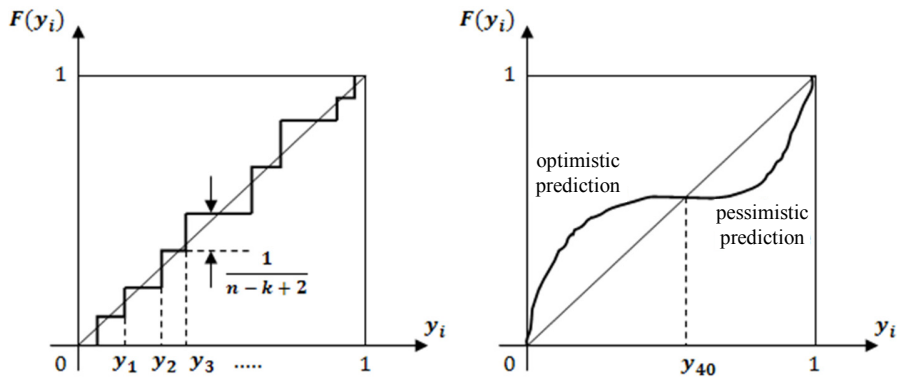 F(y_i)
1
1
n − k + 2
y_i
0
y_1 y_2 y_3 ..... 1
F(y_i)
1
optimistic
prediction
pessimistic
prediction
y_i
0
y_40
1